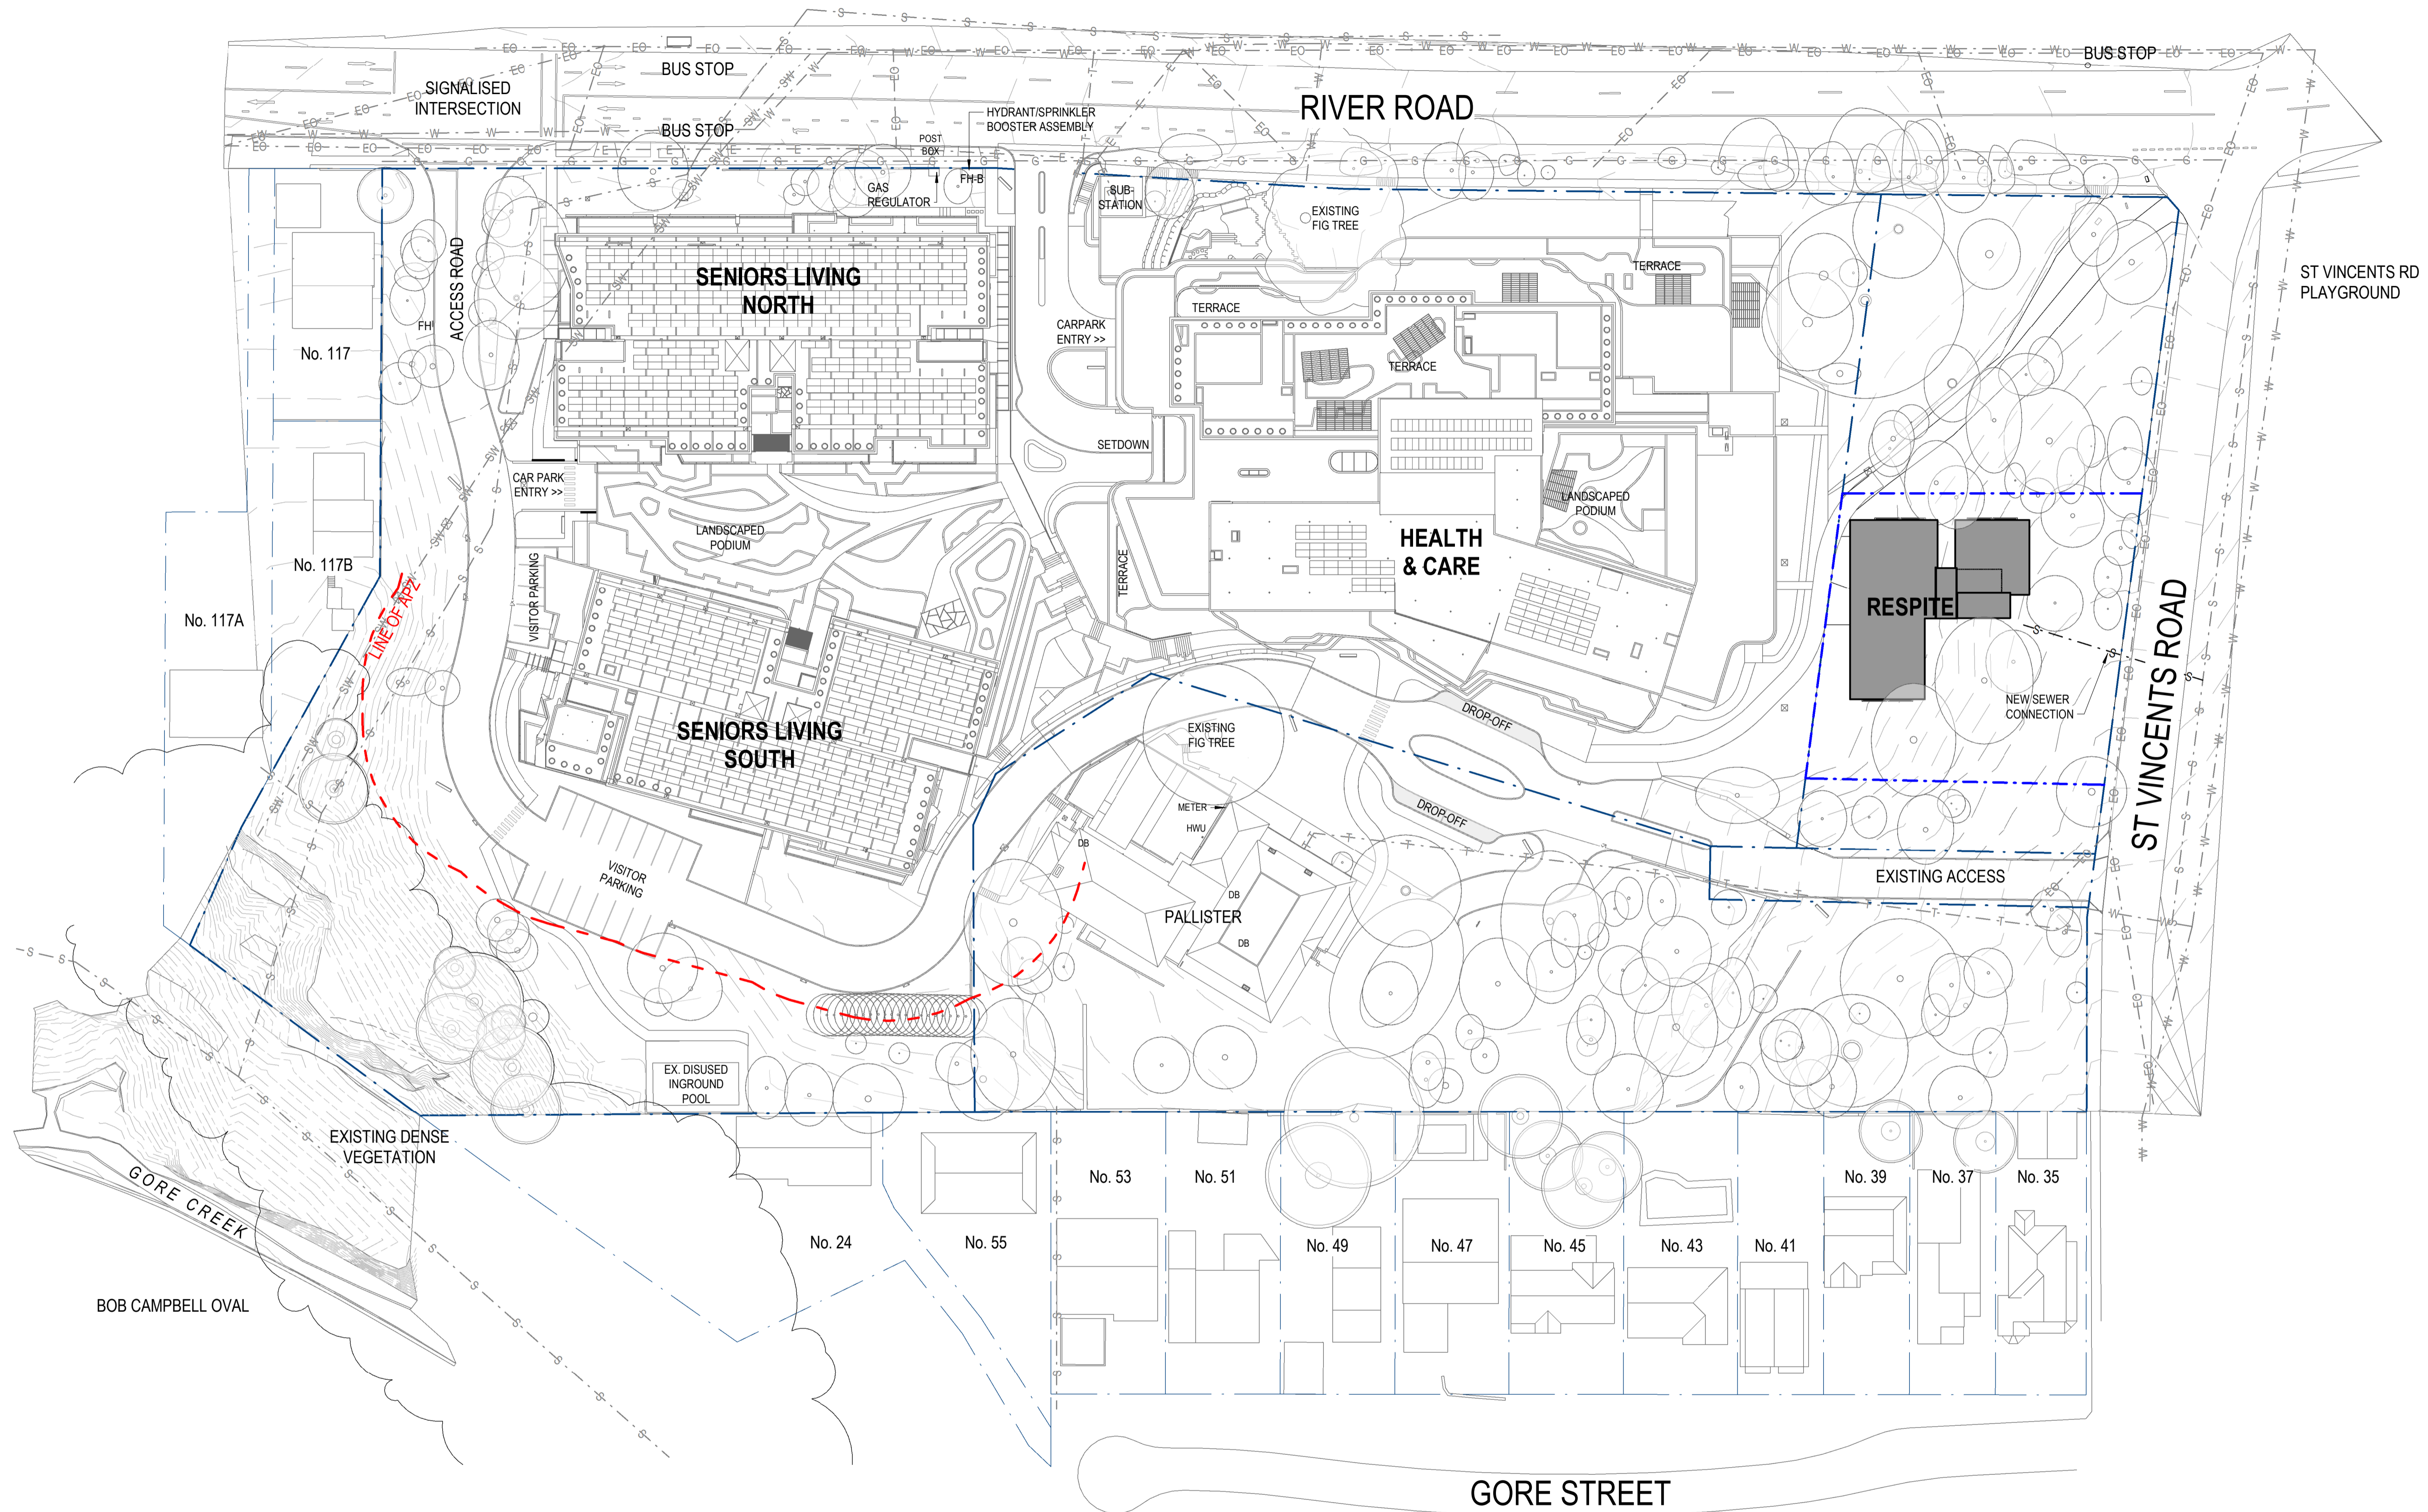 BUS STOP
BUS STOP
SIGNALISED
INTERSECTION
BUS STOP
RIVER ROAD
HYDRANT/SPRINKLER
BOOSTER ASSEMBLY
POST
BOX
FH-B
GAS
REGULATOR
SUB-
STATION
EXISTING
FIG TREE
ACCESS ROAD
FH
SENIORS LIVING
NORTH
TERRACE
TERRACE
ST VINCENTS RD
PLAYGROUND
CARPARK
ENTRY >>
TERRACE
No. 117
SETDOWN
CAR PARK
ENTRY >>
LANDSCAPED
PODIUM
LANDSCAPED
PODIUM
HEALTH
& CARE
No. 117B
VISITOR PARKING
TERRACE
LINE OF APZ
No. 117A
RESPITE
ST VINCENTS ROAD
NEW SEWER
CONNECTION
SENIORS LIVING
SOUTH
EXISTING
FIG TREE
DROP-OFF
METER
HWU
DROP-OFF
DB
VISITOR
PARKING
DB
PALLISTER
DB
EXISTING ACCESS
EX. DISUSED
INGROUND
POOL
EXISTING DENSE
VEGETATION
GORE CREEK
BOB CAMPBELL OVAL
No. 24
No. 55
No. 53
No. 51
No. 49
No. 47
No. 45
No. 43
No. 41
No. 39
No. 37
No. 35
GORE STREET